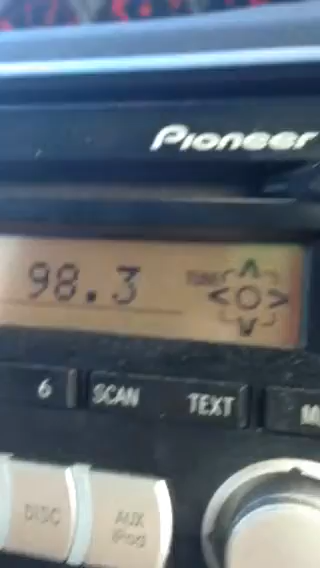 Pioneer
98.3 TUNE
6 SCAN TEXT
DISC AUX
iPod